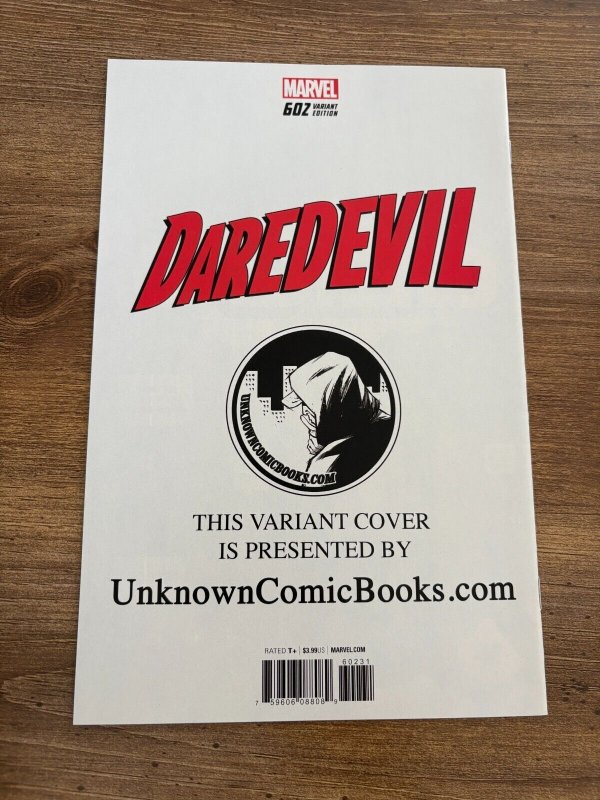 MARVEL
602 VARIANT EDITION
DAREDEVIL
UNKNOWNCOMICBOOKS.COM
THIS VARIANT COVER
IS PRESENTED BY
UnknownComicBooks.com
RATED T+ $3.99US MARVEL.COM
60231
7 59606 08808 9